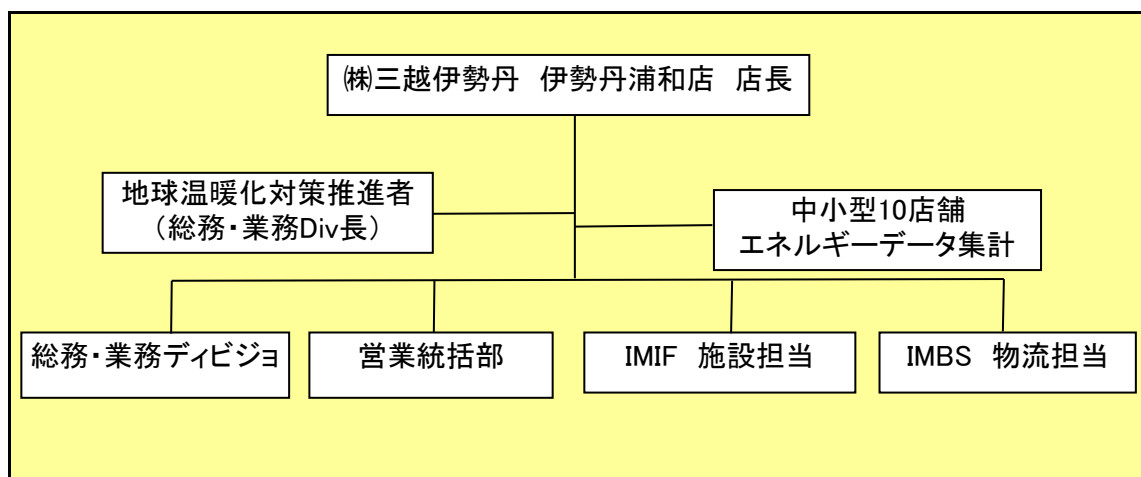 ㈱三越伊勢丹　伊勢丹浦和店　店長
地球温暖化対策推進者
（総務・業務Div長）
中小型10店舗
エネルギーデータ集計
総務・業務ディビジョ
営業統括部
IMIF　施設担当
IMBS　物流担当